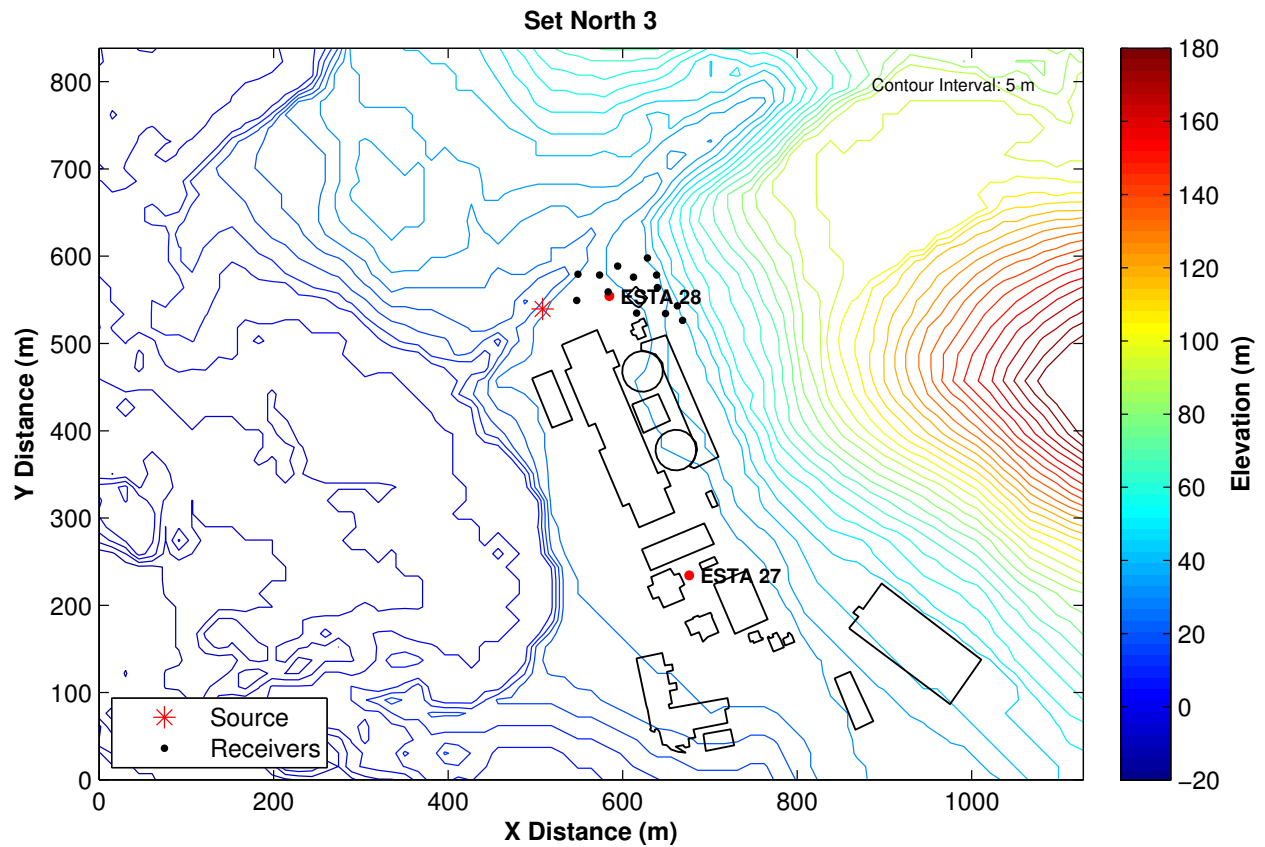 Set North 3
Contour Interval: 5 m
ESTA 28
ESTA 27
Source
Receivers
Y Distance (m)
800
700
600
500
400
300
200
100
0
0
200
400
600
800
1000
X Distance (m)
180
160
140
120
100
80
60
40
20
0
−20
Elevation (m)